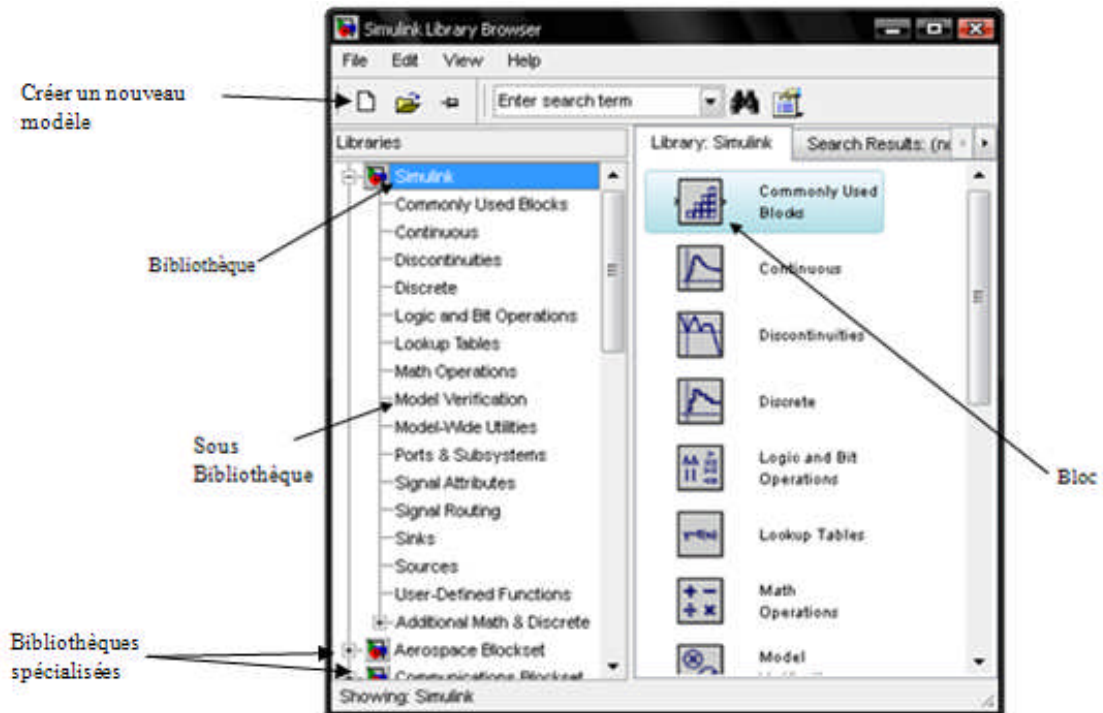 Simulink Library Browser
File Edit View Help
Créer un nouveau
modèle
Enter search term
Libraries
Library: Simulink
Search Results: (no
Simulink
Commonly Used Blocks
Continuous
Bibliothèque
Discontinuities
Discrete
Logic and Bit Operations
Lookup Tables
Math Operations
Model Verification
Model-Wide Utilities
Sous
Bibliothèque
Ports & Subsystems
Signal Attributes
Signal Routing
Sinks
Sources
User-Defined Functions
Additional Math & Discrete
Bibliothèques
spécialisées
Aerospace Blockset
Communications Blockset
Commonly Used
Blocks
Continuous
Discontinuities
Discrete
Logic and Bit
Operations
Bloc
Lookup Tables
y=f(u)
Math
Operations
Model
Showing: Simulink